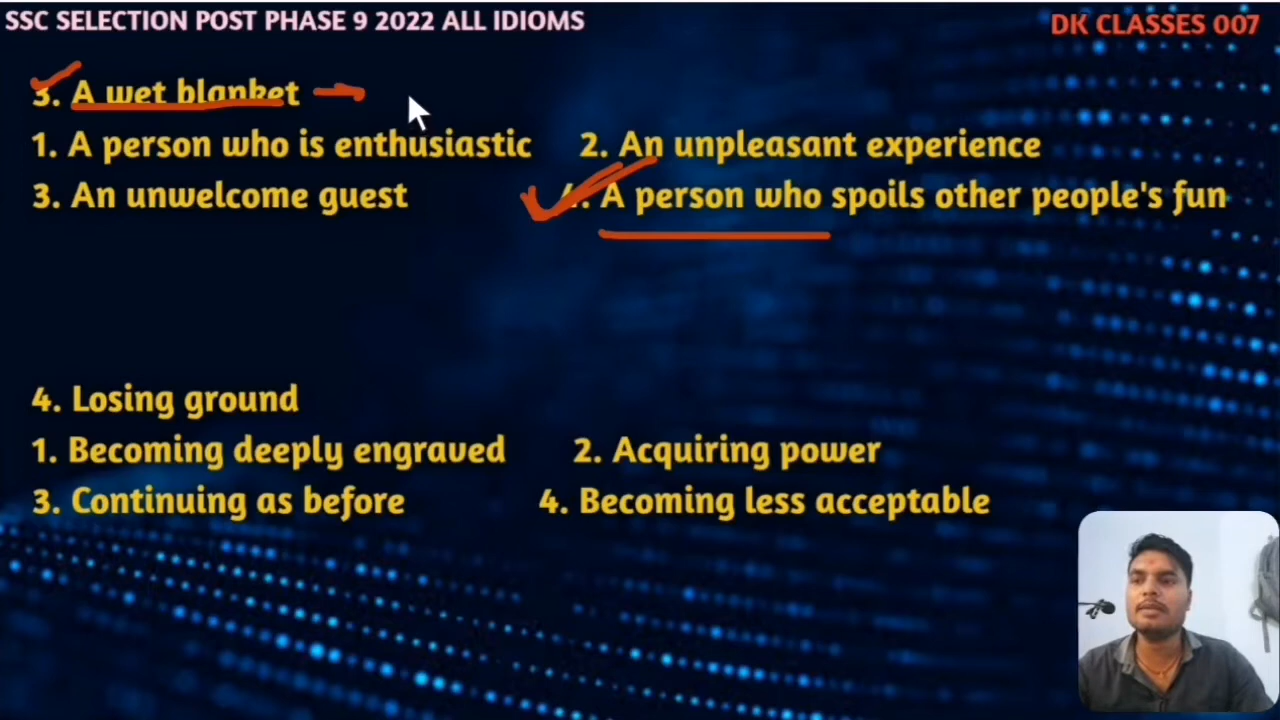 SSC SELECTION POST PHASE 9 2022 ALL IDIOMS DK CLASSES 007
3. A wet blanket
1. A person who is enthusiastic 2. An unpleasant experience
3. An unwelcome guest 4. A person who spoils other people's fun
4. Losing ground
1. Becoming deeply engraved 2. Acquiring power
3. Continuing as before 4. Becoming less acceptable